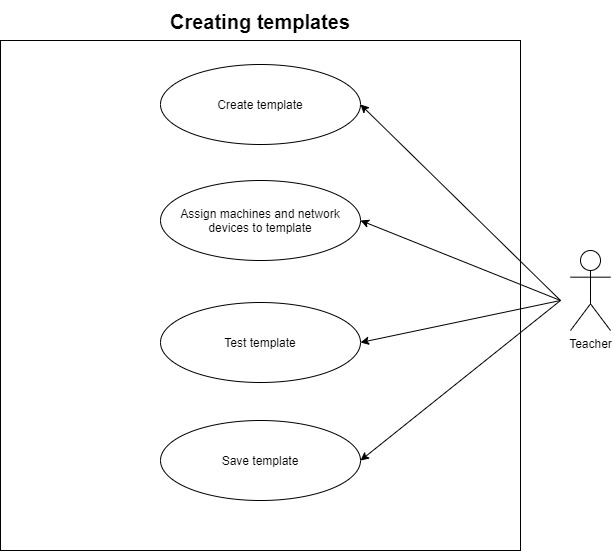 Creating templates
Create template
Assign machines and network
devices to template
Test template
Teacher
Save template